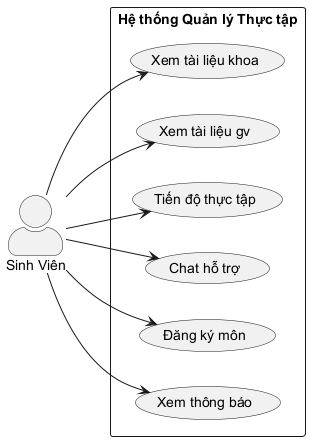 Hệ thống Quản lý Thực tập
Xem tài liệu khoa
Xem tài liệu gv
Tiến độ thực tập
Sinh Viên
Chat hỗ trợ
Đăng ký môn
Xem thông báo